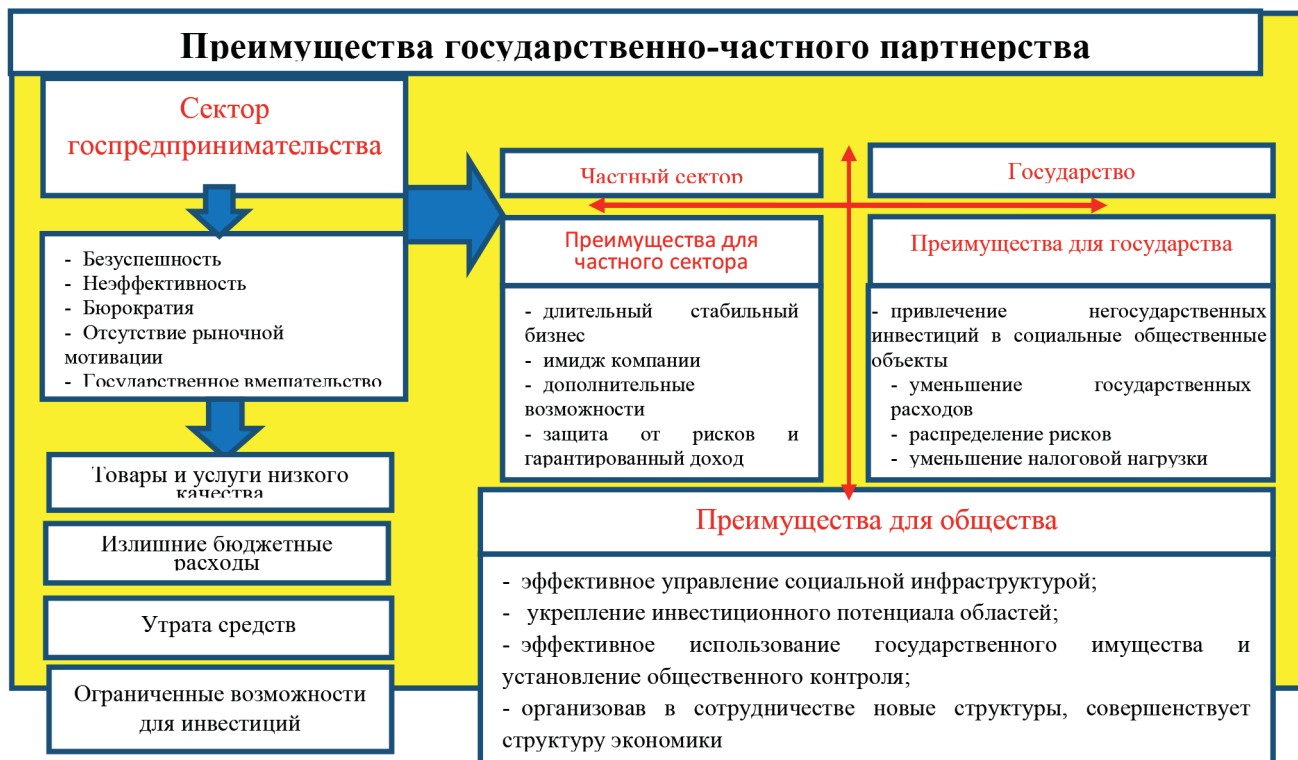 Преимущества государственно-частного партнерства
Сектор
госпредпринимательства
- Безуспешность
- Неэффективность
- Бюрократия
- Отсутствие рыночной
мотивации
- Государственное вмешательство
Товары и услуги низкого
качества
Излишние бюджетные
расходы
Утрата средств
Ограниченные возможности
для инвестиций
Частный сектор
Преимущества для
частного сектора
- длительный стабильный
бизнес
- имидж компании
- дополнительные
возможности
- защита от рисков и
гарантированный доход
Государство
Преимущества для государства
- привлечение негосударственных
инвестиций в социальные общественные
объекты
- уменьшение государственных
расходов
- распределение рисков
- уменьшение налоговой нагрузки
Преимущества для общества
- эффективное управление социальной инфраструктурой;
- укрепление инвестиционного потенциала областей;
- эффективное использование государственного имущества и
установление общественного контроля;
- организовав в сотрудничестве новые структуры, совершенствует
структуру экономики